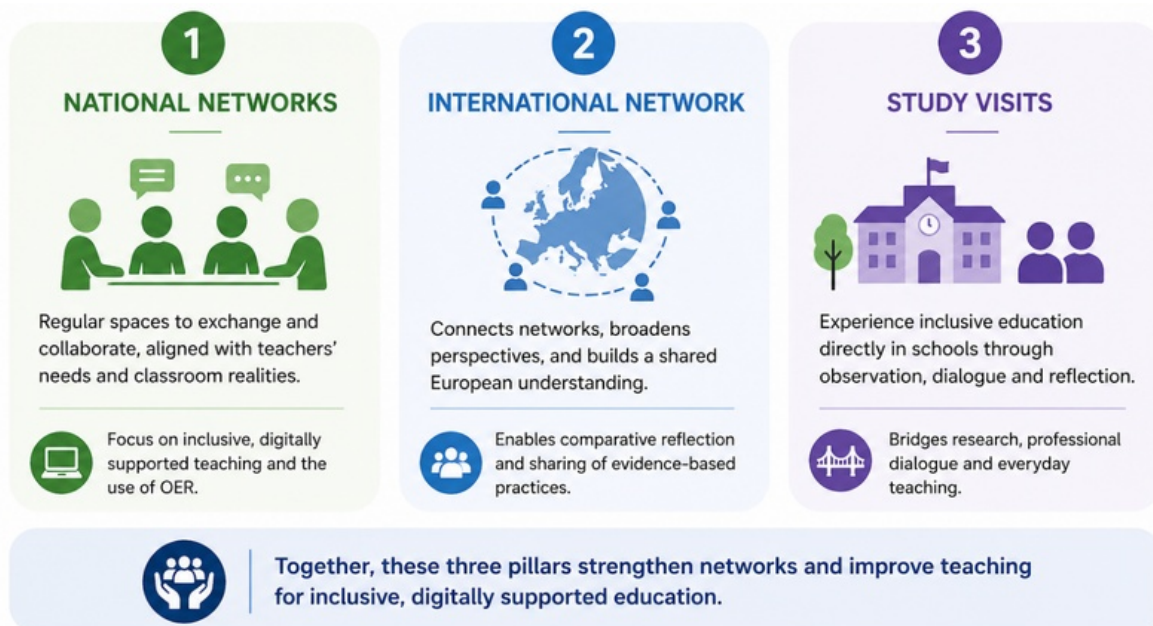 1
NATIONAL NETWORKS
Regular spaces to exchange and
collaborate, aligned with teachers'
needs and classroom realities.
Focus on inclusive, digitally
supported teaching and the
use of OER.
2
INTERNATIONAL NETWORK
Connects networks, broadens
perspectives, and builds a shared
European understanding.
Enables comparative reflection
and sharing of evidence-based
practices.
3
STUDY VISITS
Experience inclusive education
directly in schools through
observation, dialogue and reflection.
Bridges research, professional
dialogue and everyday
teaching.
Together, these three pillars strengthen networks and improve teaching
for inclusive, digitally supported education.